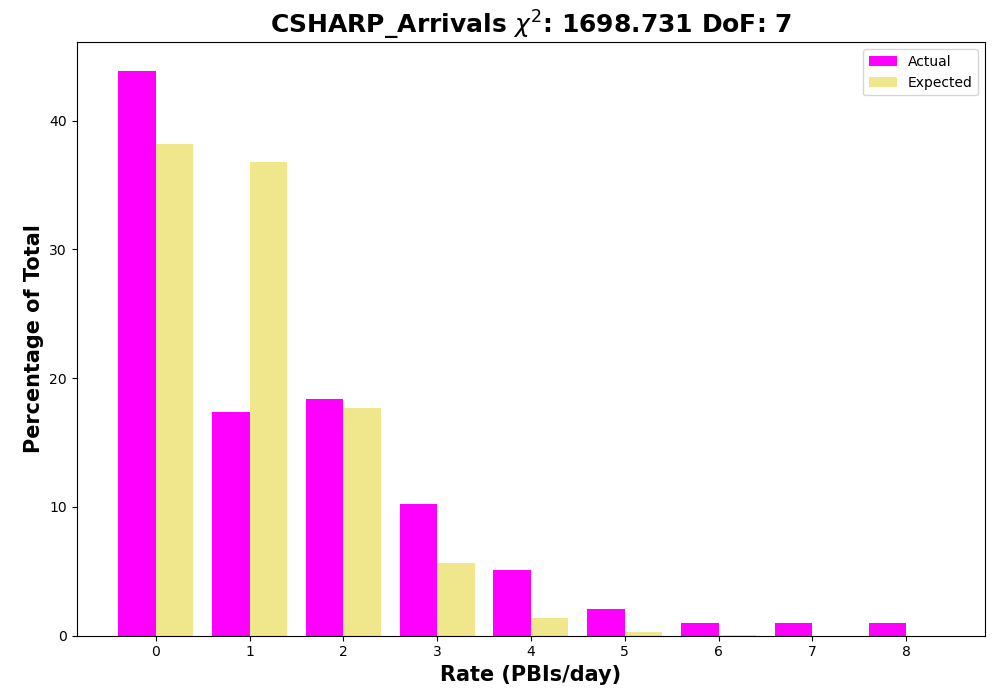 CSHARP_Arrivals χ²: 1698.731 DoF: 7
Actual
Expected
Percentage of Total
40
30
20
10
0
0 1 2 3 4 5 6 7 8
Rate (PBIs/day)